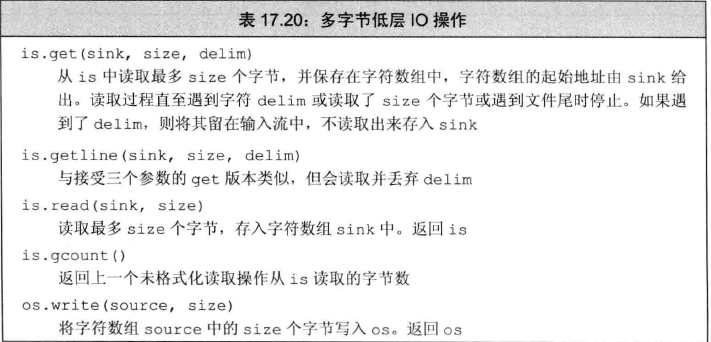 表 17.20：多字节低层 IO 操作
is.get(sink, size, delim)
从 is 中读取最多 size 个字节，并保存在字符数组中，字符数组的起始地址由 sink 给
出。读取过程直至遇到字符 delim 或读取了 size 个字节或遇到文件尾时停止。如果遇
到了 delim，则将其留在输入流中，不读取出来存入 sink
is.getline(sink, size, delim)
与接受三个参数的 get 版本类似，但会读取并丢弃 delim
is.read(sink, size)
读取最多 size 个字节，存入字符数组 sink 中。返回 is
is.gcount()
返回上一个未格式化读取操作从 is 读取的字节数
os.write(source, size)
将字符数组 source 中的 size 个字节写入 os。返回 os